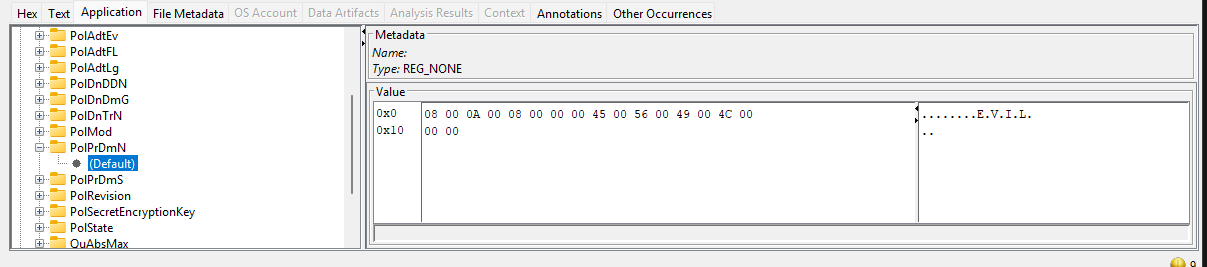 Hex Text Application File Metadata OS Account Data Artifacts Analysis Results Context Annotations Other Occurrences
PolAdtEv
PolAdtFL
PolAdtLg
PolDnDDN
PolDnDmG
PolDnTrN
PolMod
PolPrDmN
(Default)
PolPrDmS
PolRevision
PolSecretEncryptionKey
PolState
QuAbsMax
Metadata
Name:
Type: REG_NONE
Value
0x0 08 00 0A 00 08 00 00 00 45 00 56 00 49 00 4C 00 ........E.V.I.L.
0x10 00 00 ..
9